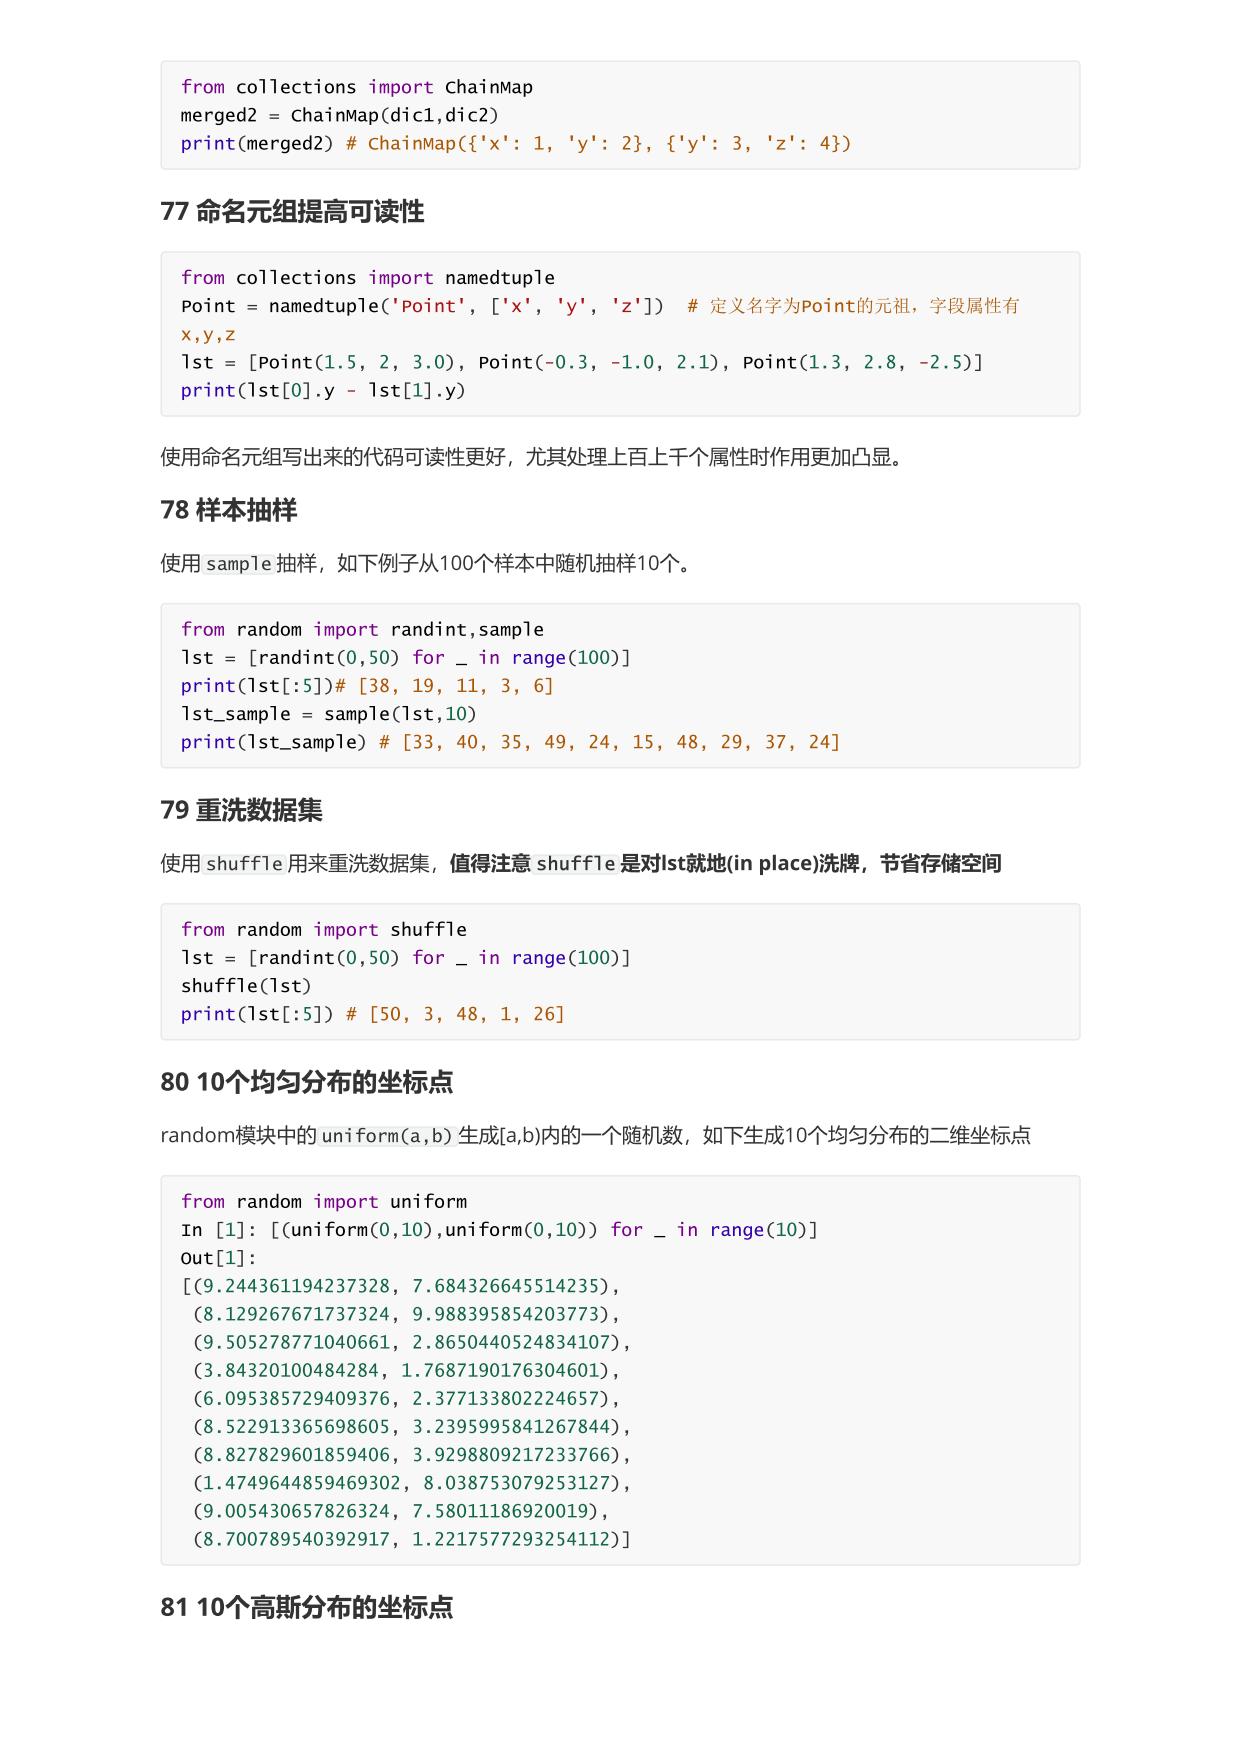 from collections import ChainMap
merged2 = ChainMap(dic1,dic2)
print(merged2) # ChainMap({'x': 1, 'y': 2}, {'y': 3, 'z': 4})
77 命名元组提高可读性
from collections import namedtuple
Point = namedtuple('Point', ['x', 'y', 'z'])  # 定义名字为Point的元祖，字段属性有
x,y,z
lst = [Point(1.5, 2, 3.0), Point(-0.3, -1.0, 2.1), Point(1.3, 2.8, -2.5)]
print(lst[0].y - lst[1].y)
使用命名元组写出来的代码可读性更好，尤其处理上百上千个属性时作用更加凸显。
78 样本抽样
使用sample抽样，如下例子从100个样本中随机抽样10个。
from random import randint,sample
lst = [randint(0,50) for _ in range(100)]
print(lst[:5])# [38, 19, 11, 3, 6]
lst_sample = sample(lst,10)
print(lst_sample) # [33, 40, 35, 49, 24, 15, 48, 29, 37, 24]
79 重洗数据集
使用shuffle用来重洗数据集，值得注意shuffle是对lst就地(in place)洗牌，节省存储空间
from random import shuffle
lst = [randint(0,50) for _ in range(100)]
shuffle(lst)
print(lst[:5]) # [50, 3, 48, 1, 26]
80 10个均匀分布的坐标点
random模块中的uniform(a,b)生成[a,b)内的一个随机数，如下生成10个均匀分布的二维坐标点
from random import uniform
In [1]: [(uniform(0,10),uniform(0,10)) for _ in range(10)]
Out[1]:
[(9.244361194237328, 7.684326645514235),
 (8.129267671737324, 9.988395854203773),
 (9.505278771040661, 2.8650440524834107),
 (3.84320100484284, 1.7687190176304601),
 (6.095385729409376, 2.377133802224657),
 (8.522913365698605, 3.2395995841267844),
 (8.827829601859406, 3.9298809217233766),
 (1.4749644859469302, 8.038753079253127),
 (9.005430657826324, 7.58011186920019),
 (8.700789540392917, 1.2217577293254112)]
81 10个高斯分布的坐标点